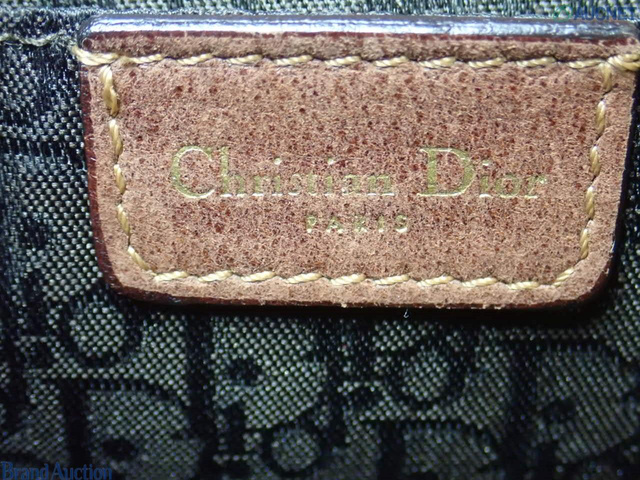 Christian Dior
PARIS
Brand Auction